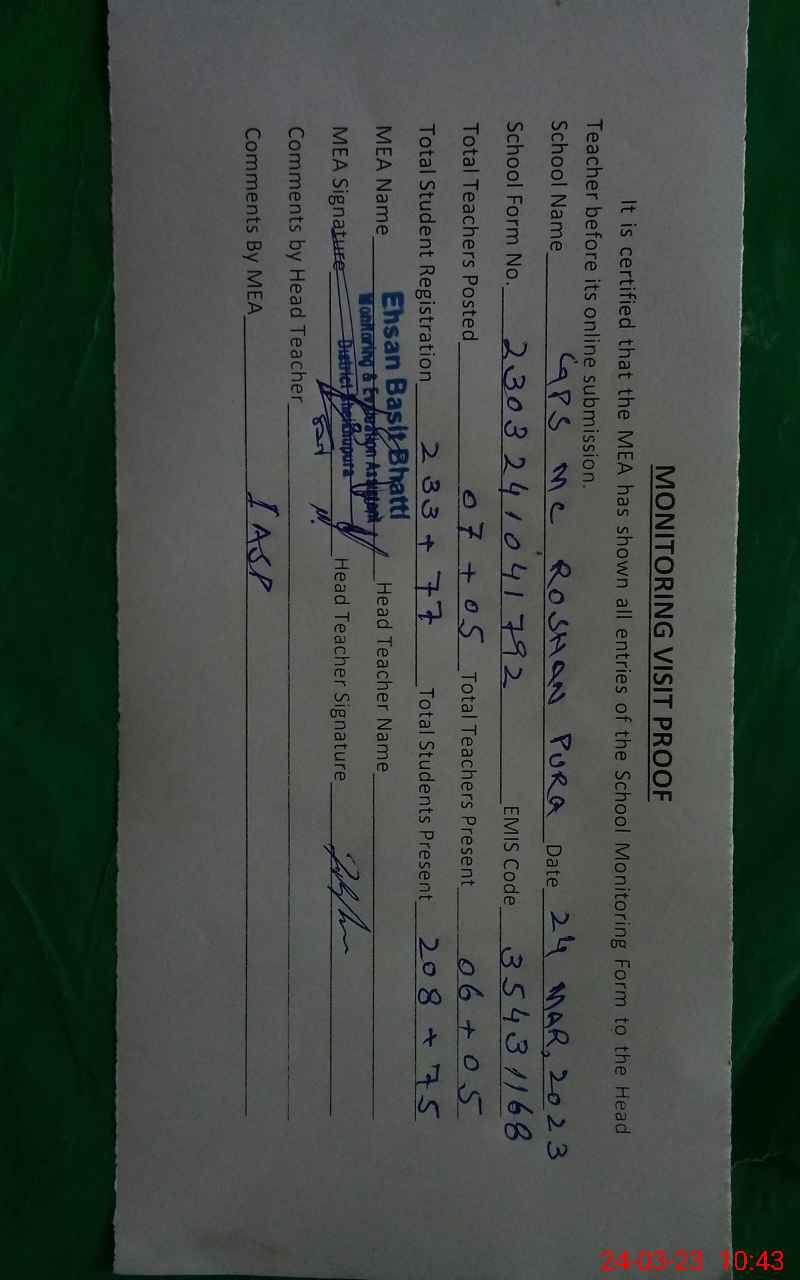 MONITORING VISIT PROOF
It is certified that the MEA has shown all entries of the School Monitoring Form to the Head
Teacher before its online submission.
School Name GPS MC ROSHAN PURA Date 24 MAR, 2023
School Form No. 2303241041792 EMIS Code 35431168
Total Teachers Posted 07 + 05 Total Teachers Present 06 + 05
Total Student Registration 233 + 77 Total Students Present 208 + 75
MEA Name Ehsan Basit Bhatti Head Teacher Name
Monitoring & Evaluation Assistant
District Sheikhupura
MEA Signature Head Teacher Signature
Comments by Head Teacher
Comments By MEA I ASP
24-03-23 10:43